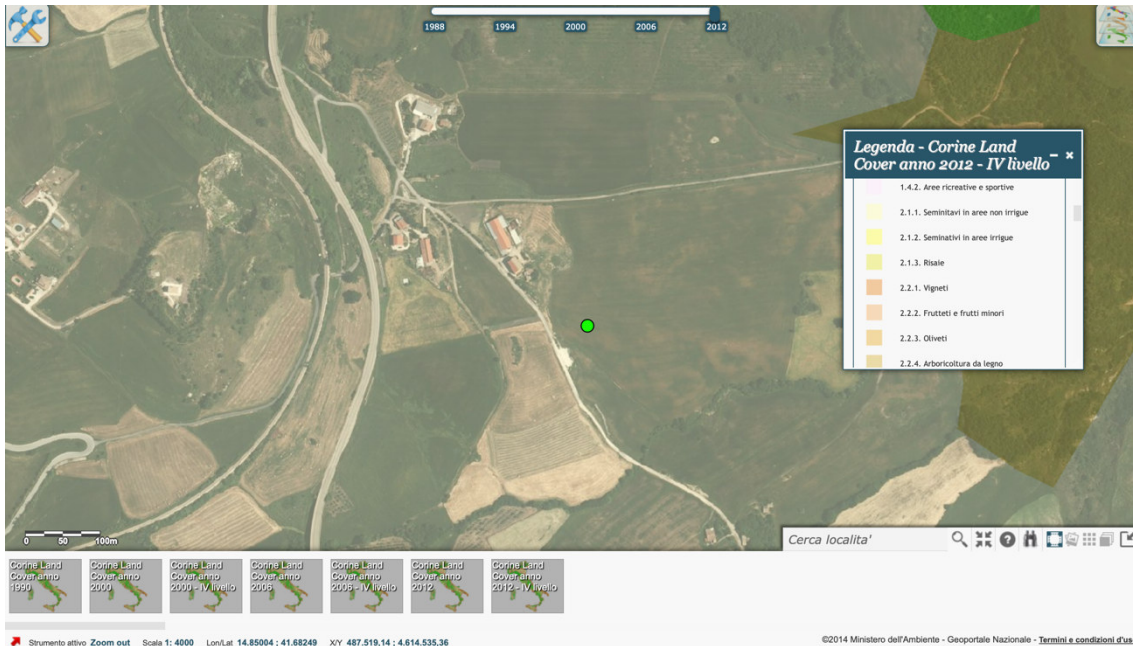 1988 1994 2000 2006 2012
Legenda - Corine Land
Cover anno 2012 - IV livello
1.4.2. Aree ricreative e sportive
2.1.1. Seminitavi in aree non irrigue
2.1.2. Seminativi in aree irrigue
2.1.3. Risaie
2.2.1. Vigneti
2.2.2. Frutteti e frutti minori
2.2.3. Oliveti
2.2.4. Arboricoltura da legno
0 50 100m
Cerca localita'
Corine Land
Cover anno
1990
Corine Land
Cover anno
2000
Corine Land
Cover anno
2000 - IV livello
Corine Land
Cover anno
2006
Corine Land
Cover anno
2006 - IV livello
Corine Land
Cover anno
2012
Corine Land
Cover anno
2012 - IV livello
Strumento attivo Zoom out Scala 1: 4000 Lon/Lat 14.85004 : 41.68249 X/Y 487.519,14 : 4.614.535,36
©2014 Ministero dell'Ambiente - Geoportale Nazionale - Termini e condizioni d'us